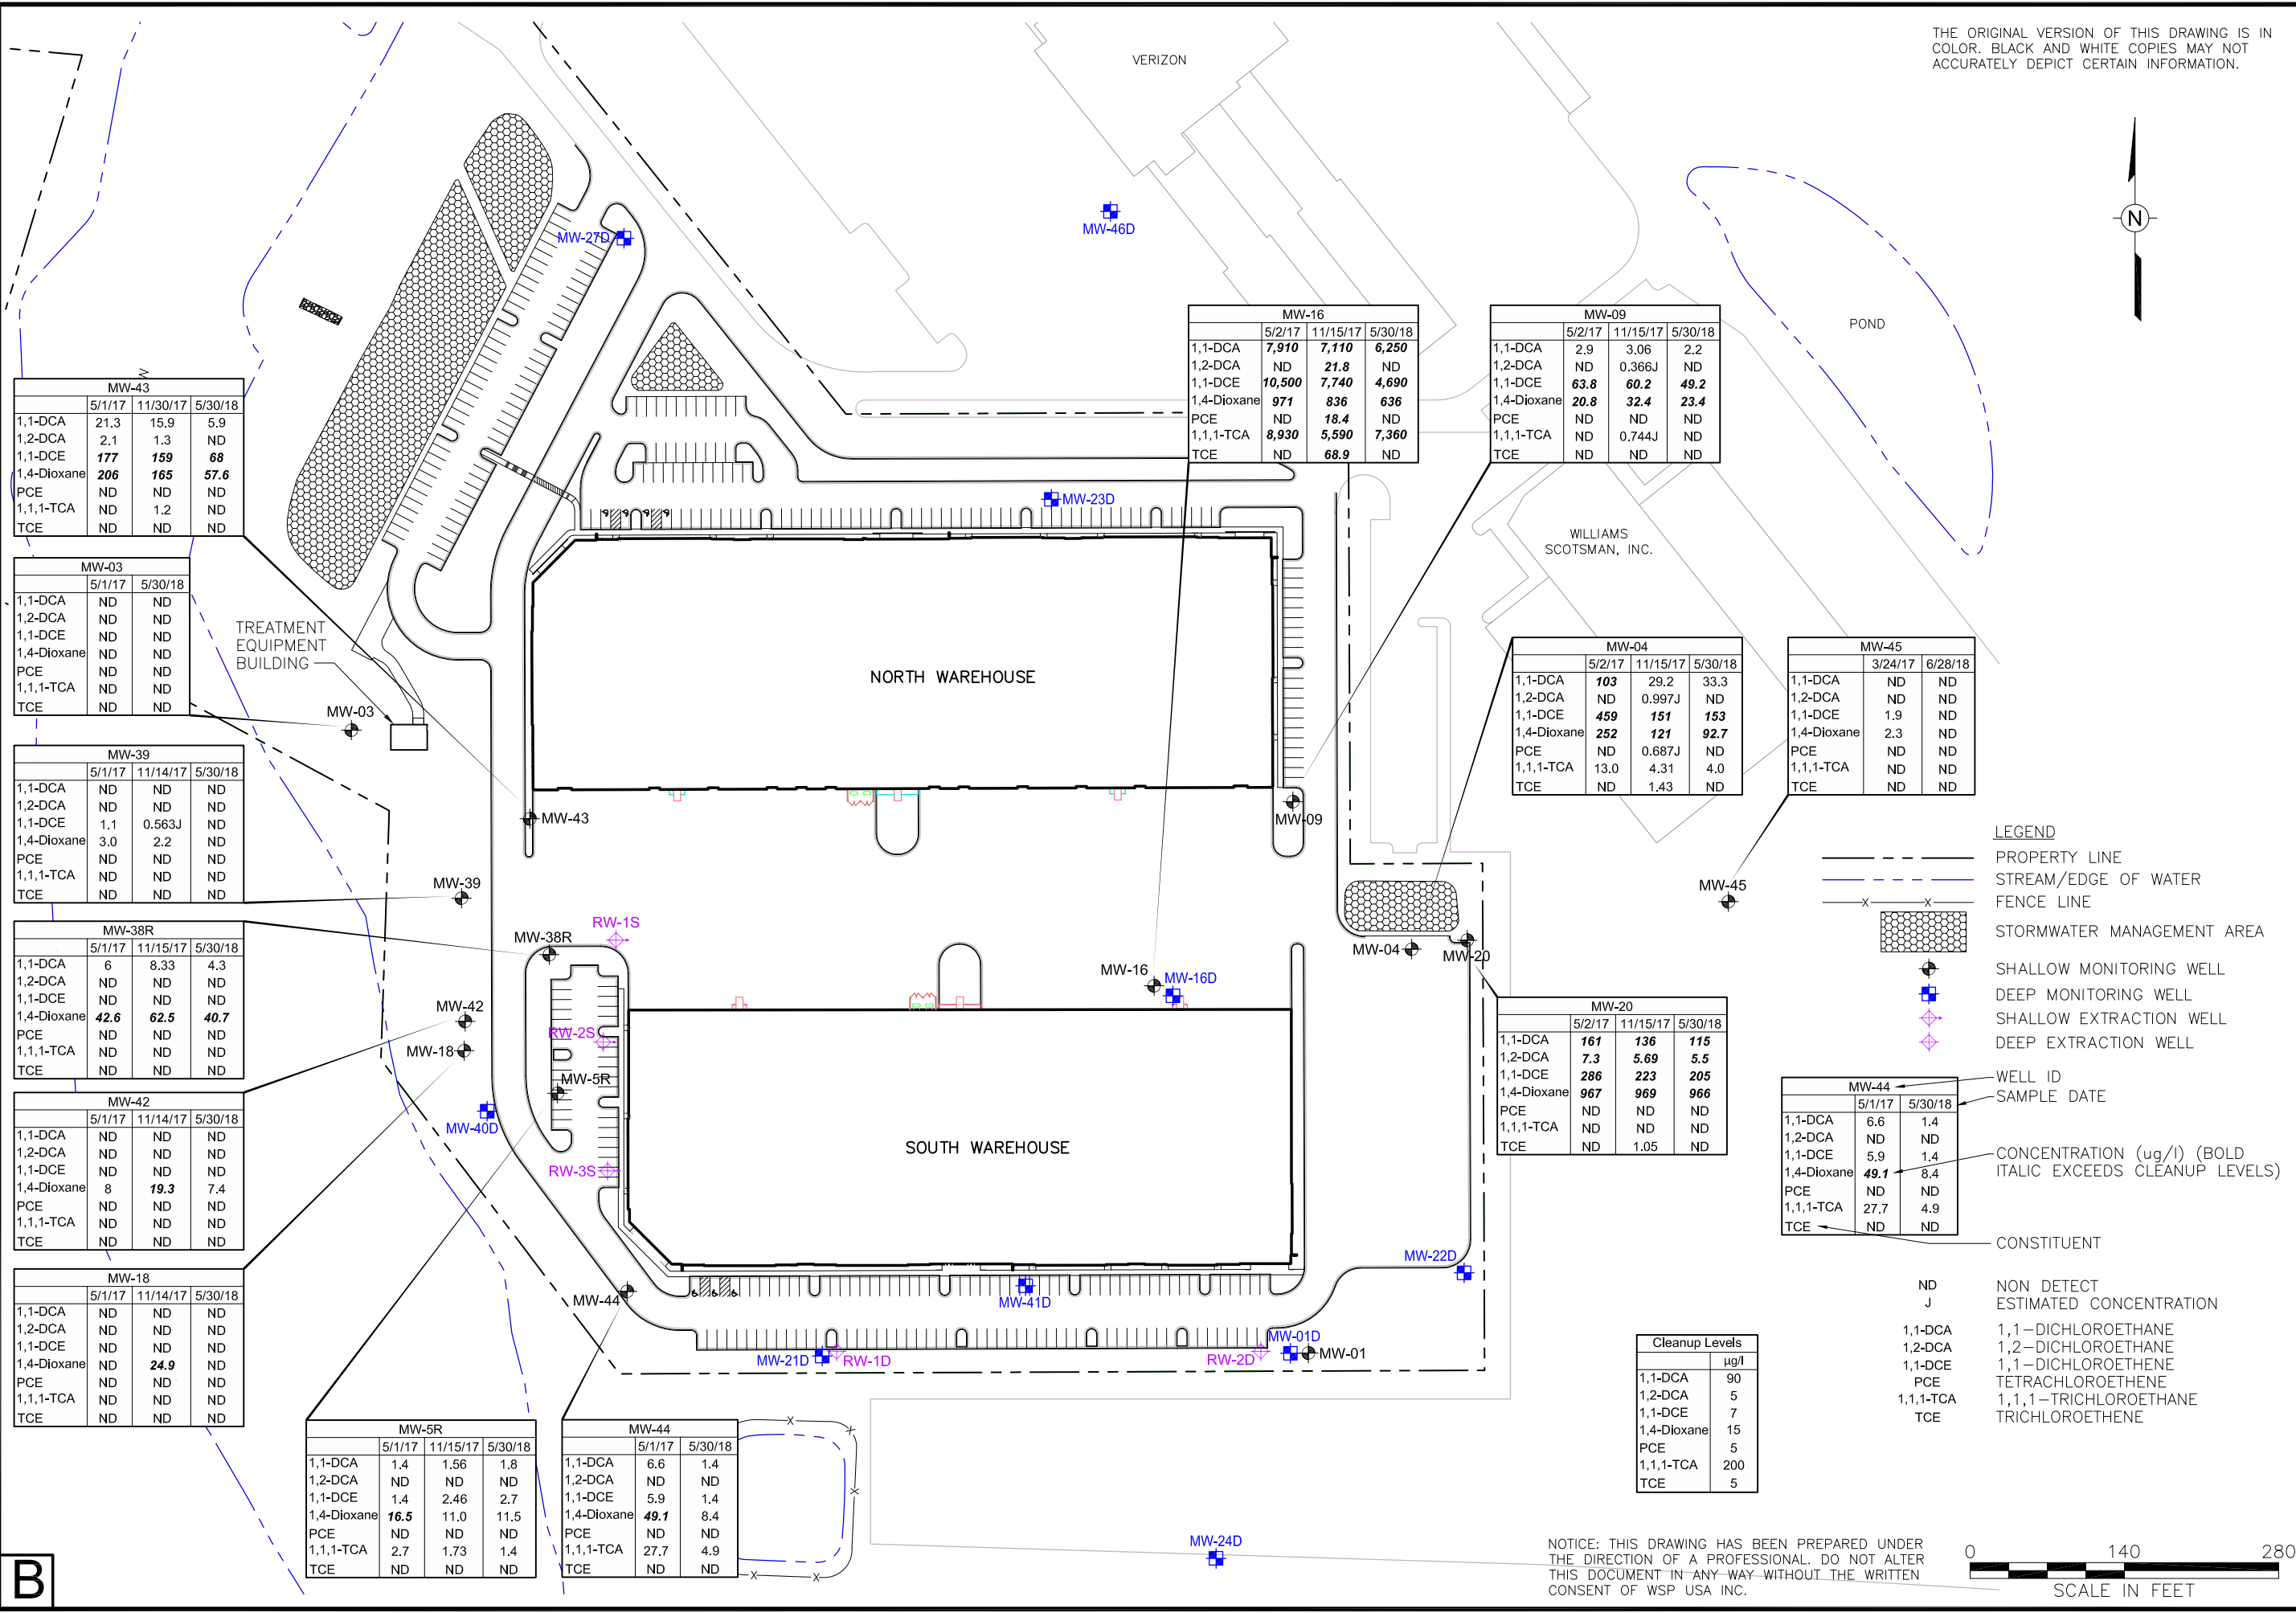 THE ORIGINAL VERSION OF THIS DRAWING IS IN
COLOR. BLACK AND WHITE COPIES MAY NOT
ACCURATELY DEPICT CERTAIN INFORMATION.
VERIZON
N
MW-27D
MW-46D
POND
MW-16
5/2/17 11/15/17 5/30/18
1,1-DCA 7,910 7,110 6,250
1,2-DCA ND 21.8 ND
1,1-DCE 10,500 7,740 4,690
1,4-Dioxane 971 836 636
PCE ND 18.4 ND
1,1,1-TCA 8,930 5,590 7,360
TCE ND 68.9 ND
MW-09
5/2/17 11/15/17 5/30/18
1,1-DCA 2.9 3.06 2.2
1,2-DCA ND 0.366J ND
1,1-DCE 63.8 60.2 49.2
1,4-Dioxane 20.8 32.4 23.4
PCE ND ND ND
1,1,1-TCA ND 0.744J ND
TCE ND ND ND
W
MW-43
5/1/17 11/30/17 5/30/18
1,1-DCA 21.3 15.9 5.9
1,2-DCA 2.1 1.3 ND
1,1-DCE 177 159 68
1,4-Dioxane 206 165 57.6
PCE ND ND ND
1,1,1-TCA ND 1.2 ND
TCE ND ND ND
MW-23D
WILLIAMS
SCOTSMAN, INC.
MW-03
5/1/17 5/30/18
1,1-DCA ND ND
1,2-DCA ND ND
1,1-DCE ND ND
1,4-Dioxane ND ND
PCE ND ND
1,1,1-TCA ND ND
TCE ND ND
TREATMENT
EQUIPMENT
BUILDING
MW-03
NORTH WAREHOUSE
MW-04
5/2/17 11/15/17 5/30/18
1,1-DCA 103 29.2 33.3
1,2-DCA ND 0.997J ND
1,1-DCE 459 151 153
1,4-Dioxane 252 121 92.7
PCE ND 0.687J ND
1,1,1-TCA 13.0 4.31 4.0
TCE ND 1.43 ND
MW-45
3/24/17 6/28/18
1,1-DCA ND ND
1,2-DCA ND ND
1,1-DCE 1.9 ND
1,4-Dioxane 2.3 ND
PCE ND ND
1,1,1-TCA ND ND
TCE ND ND
MW-39
5/1/17 11/14/17 5/30/18
1,1-DCA ND ND ND
1,2-DCA ND ND ND
1,1-DCE 1.1 0.563J ND
1,4-Dioxane 3.0 2.2 ND
PCE ND ND ND
1,1,1-TCA ND ND ND
TCE ND ND ND
MW-43
MW-09
MW-39
MW-45
LEGEND
PROPERTY LINE
STREAM/EDGE OF WATER
X X FENCE LINE
STORMWATER MANAGEMENT AREA
SHALLOW MONITORING WELL
DEEP MONITORING WELL
SHALLOW EXTRACTION WELL
DEEP EXTRACTION WELL
MW-38R
5/1/17 11/15/17 5/30/18
1,1-DCA 6 8.33 4.3
1,2-DCA ND ND ND
1,1-DCE ND ND ND
1,4-Dioxane 42.6 62.5 40.7
PCE ND ND ND
1,1,1-TCA ND ND ND
TCE ND ND ND
RW-1S
MW-38R
MW-04
MW-20
MW-16
MW-16D
MW-42
RW-2S
MW-18
MW-5R
MW-20
5/2/17 11/15/17 5/30/18
1,1-DCA 161 136 115
1,2-DCA 7.3 5.69 5.5
1,1-DCE 286 223 205
1,4-Dioxane 967 969 966
PCE ND ND ND
1,1,1-TCA ND ND ND
TCE ND 1.05 ND
MW-42
5/1/17 11/14/17 5/30/18
1,1-DCA ND ND ND
1,2-DCA ND ND ND
1,1-DCE ND ND ND
1,4-Dioxane 8 19.3 7.4
PCE ND ND ND
1,1,1-TCA ND ND ND
TCE ND ND ND
MW-40D
RW-3S
SOUTH WAREHOUSE
MW-44
5/1/17 5/30/18
1,1-DCA 6.6 1.4
1,2-DCA ND ND
1,1-DCE 5.9 1.4
1,4-Dioxane 49.1 8.4
PCE ND ND
1,1,1-TCA 27.7 4.9
TCE ND ND
WELL ID
SAMPLE DATE
CONCENTRATION (ug/l) (BOLD
ITALIC EXCEEDS CLEANUP LEVELS)
CONSTITUENT
MW-18
5/1/17 11/14/17 5/30/18
1,1-DCA ND ND ND
1,2-DCA ND ND ND
1,1-DCE ND ND ND
1,4-Dioxane ND 24.9 ND
PCE ND ND ND
1,1,1-TCA ND ND ND
TCE ND ND ND
MW-22D
MW-44
MW-41D
MW-21D
RW-1D
RW-2D
MW-01D
MW-01
ND NON DETECT
J ESTIMATED CONCENTRATION
1,1-DCA 1,1-DICHLOROETHANE
1,2-DCA 1,2-DICHLOROETHANE
1,1-DCE 1,1-DICHLOROETHENE
PCE TETRACHLOROETHENE
1,1,1-TCA 1,1,1-TRICHLOROETHANE
TCE TRICHLOROETHENE
Cleanup Levels
µg/l
1,1-DCA 90
1,2-DCA 5
1,1-DCE 7
1,4-Dioxane 15
PCE 5
1,1,1-TCA 200
TCE 5
MW-5R
5/1/17 11/15/17 5/30/18
1,1-DCA 1.4 1.56 1.8
1,2-DCA ND ND ND
1,1-DCE 1.4 2.46 2.7
1,4-Dioxane 16.5 11.0 11.5
PCE ND ND ND
1,1,1-TCA 2.7 1.73 1.4
TCE ND ND ND
MW-44
5/1/17 5/30/18
1,1-DCA 6.6 1.4
1,2-DCA ND ND
1,1-DCE 5.9 1.4
1,4-Dioxane 49.1 8.4
PCE ND ND
1,1,1-TCA 27.7 4.9
TCE ND ND
X
X
X
X
X
MW-24D
NOTICE: THIS DRAWING HAS BEEN PREPARED UNDER
THE DIRECTION OF A PROFESSIONAL. DO NOT ALTER
THIS DOCUMENT IN ANY WAY WITHOUT THE WRITTEN
CONSENT OF WSP USA INC.
0 140 280
SCALE IN FEET
B